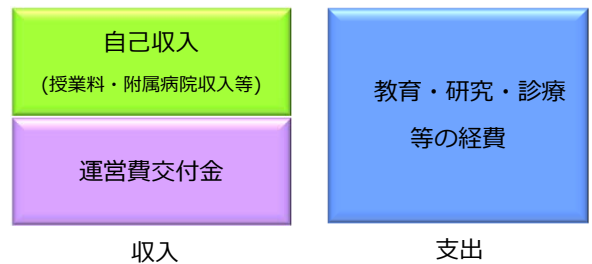 自己収入
(授業料・附属病院収入等)
運営費交付金
収入
教育・研究・診療
等の経費
支出